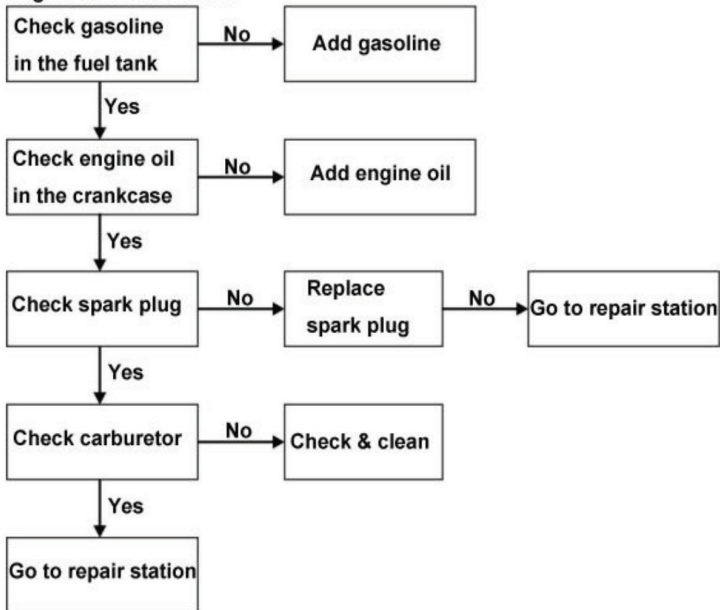 Check gasoline
in the fuel tank
No
Add gasoline
Yes
Check engine oil
in the crankcase
No
Add engine oil
Yes
Check spark plug
No
Replace
spark plug
No
Go to repair station
Yes
Check carburetor
No
Check & clean
Yes
Go to repair station